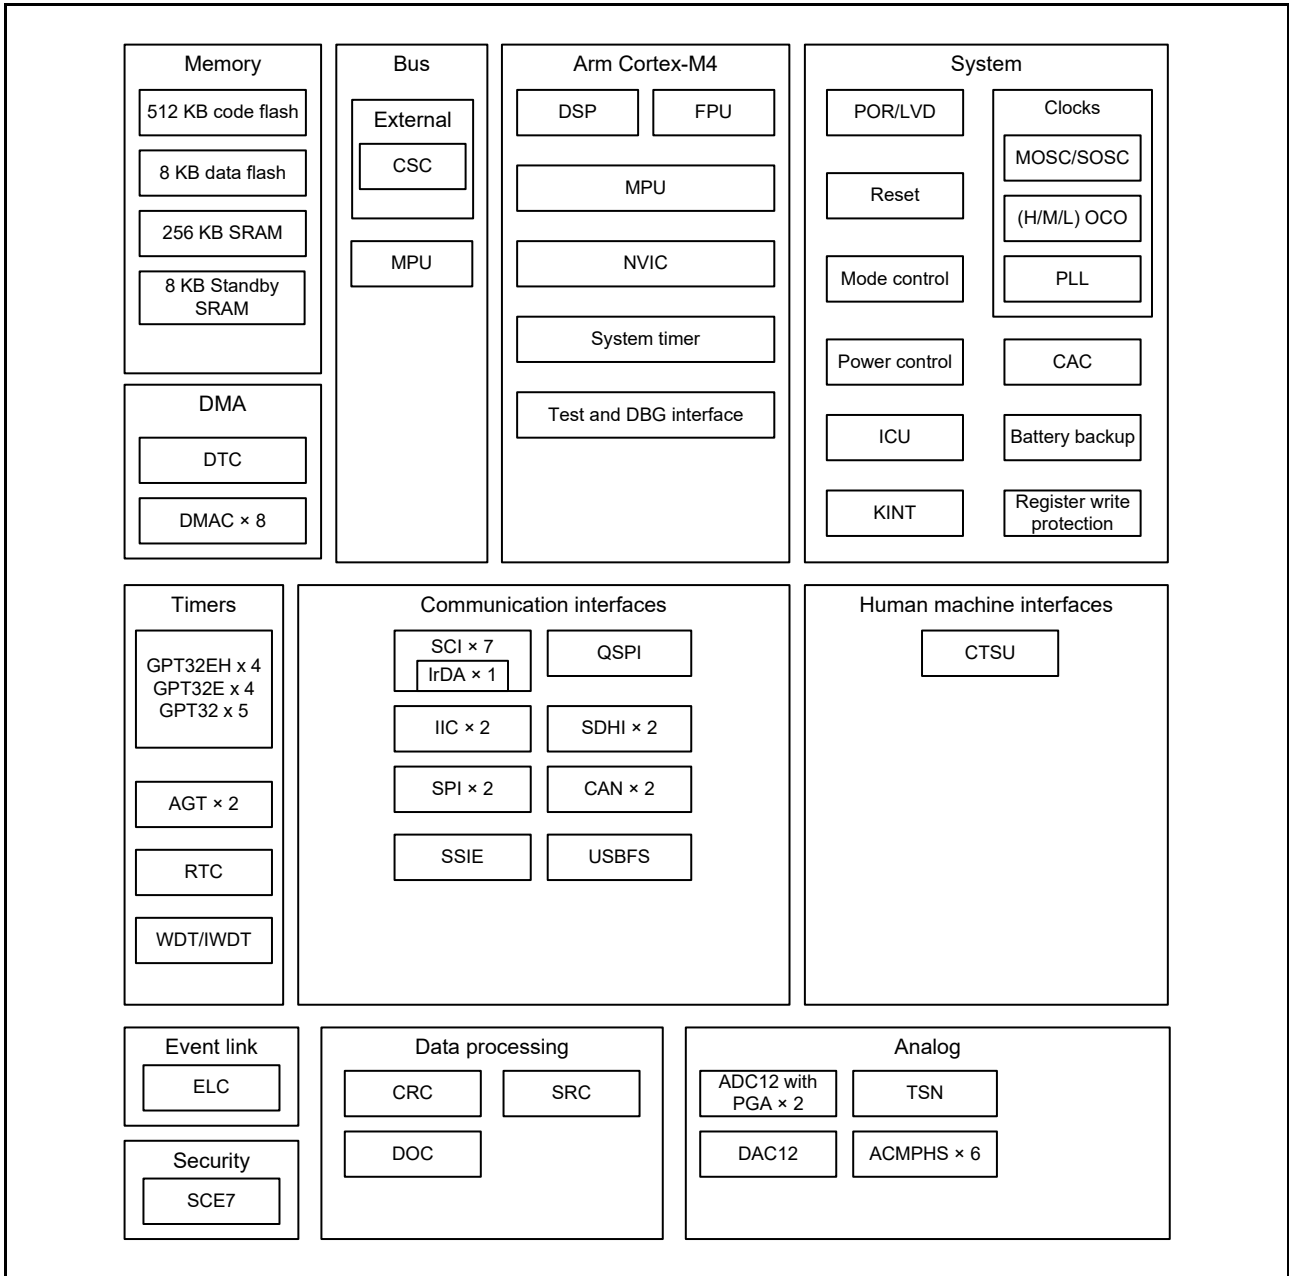 Memory
512 KB code flash
8 KB data flash
256 KB SRAM
8 KB Standby
SRAM
DMA
DTC
DMAC × 8
Bus
External
CSC
MPU
Arm Cortex-M4
DSP
FPU
MPU
NVIC
System timer
Test and DBG interface
System
POR/LVD
Reset
Mode control
Power control
ICU
KINT
Clocks
MOSC/SOSC
(H/M/L) OCO
PLL
CAC
Battery backup
Register write
protection
Timers
GPT32EH x 4
GPT32E x 4
GPT32 x 5
AGT × 2
RTC
WDT/IWDT
Communication interfaces
SCI × 7
IrDA × 1
QSPI
IIC × 2
SDHI × 2
SPI × 2
CAN × 2
SSIE
USBFS
Human machine interfaces
CTSU
Event link
ELC
Security
SCE7
Data processing
CRC
SRC
DOC
Analog
ADC12 with
PGA × 2
TSN
DAC12
ACMPHS × 6